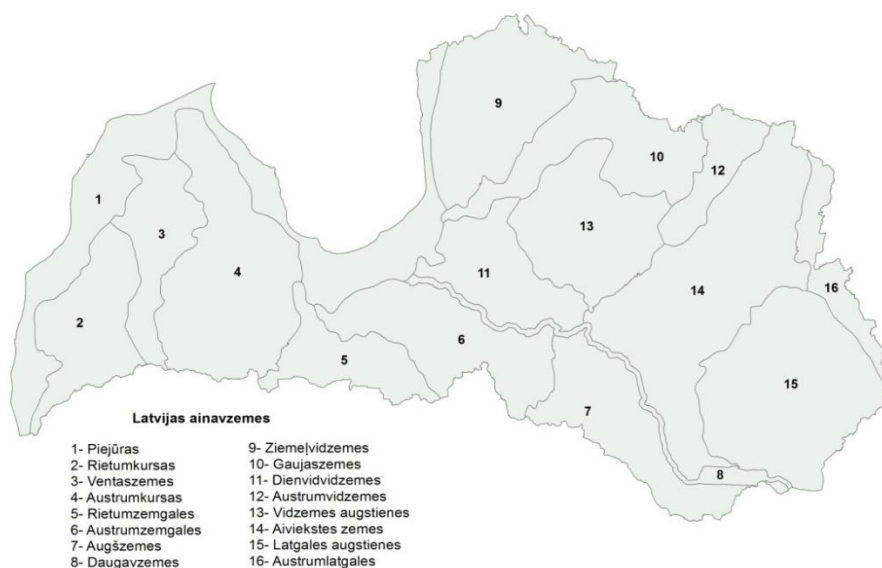 9
10
12
1
13
3
4
11
14
16
2
6
5
15
7
8
Latvijas ainavzemes
1- Piejūras
2- Rietumkursas
3- Ventaszemes
4- Austrumkursas
5- Rietumzemgales
6- Austrumzemgales
7- Augšzemes
8- Daugavzemes
9- Ziemeļvidzemes
10- Gaujaszemes
11- Dienvidvidzemes
12- Austrumvidzemes
13- Vidzemes augstienes
14- Aiviekstes zemes
15- Latgales augstienes
16- Austrumlatgales